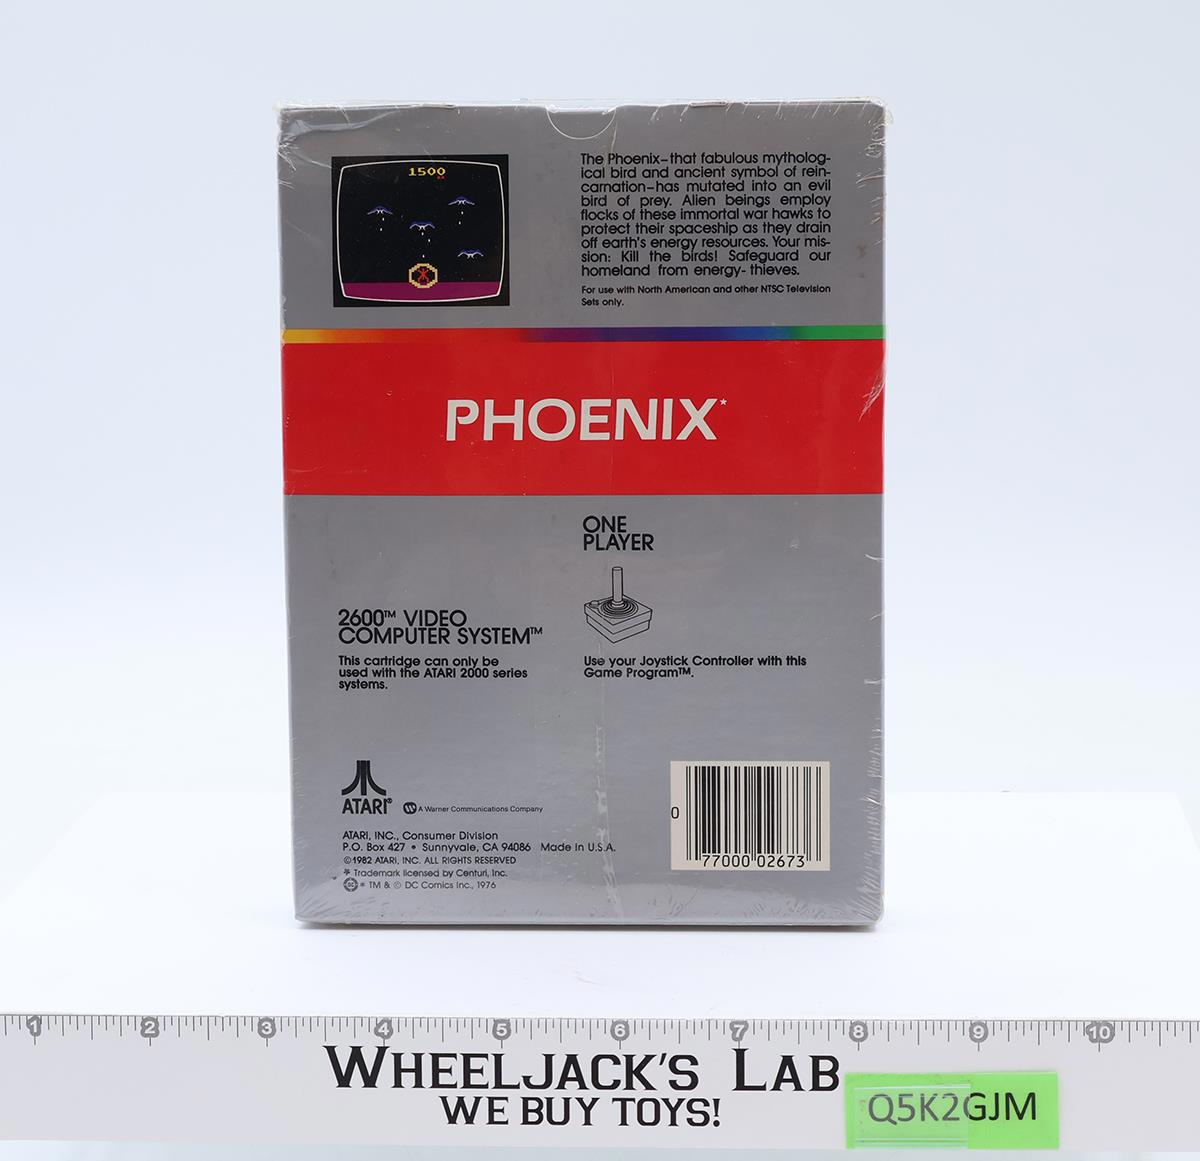 1500
The Phoenix–that fabulous mytholog-
ical bird and ancient symbol of rein-
carnation–has mutated into an evil
bird of prey. Alien beings employ
flocks of these immortal war hawks to
protect their spaceship as they drain
off earth's energy resources. Your mis-
sion: Kill the birds! Safeguard our
homeland from energy- thieves.
For use with North American and other NTSC Television
Sets only.
PHOENIX*
ONE
PLAYER
2600™ VIDEO
COMPUTER SYSTEM™
This cartridge can only be
used with the ATARI 2000 series
systems.
Use your Joystick Controller with this
Game Program™.
ATARI® A Warner Communications Company
ATARI, INC., Consumer Division
P.O. Box 427 • Sunnyvale, CA 94086 Made in U.S.A.
©1982 ATARI, INC. ALL RIGHTS RESERVED
* Trademark licensed by Centuri, Inc.
* TM & © DC Comics Inc., 1976
0 77000 02673
1 2 3 4 5 6 7 8 9 10
WHEELJACK'S LAB
WE BUY TOYS!
Q5K2GJM